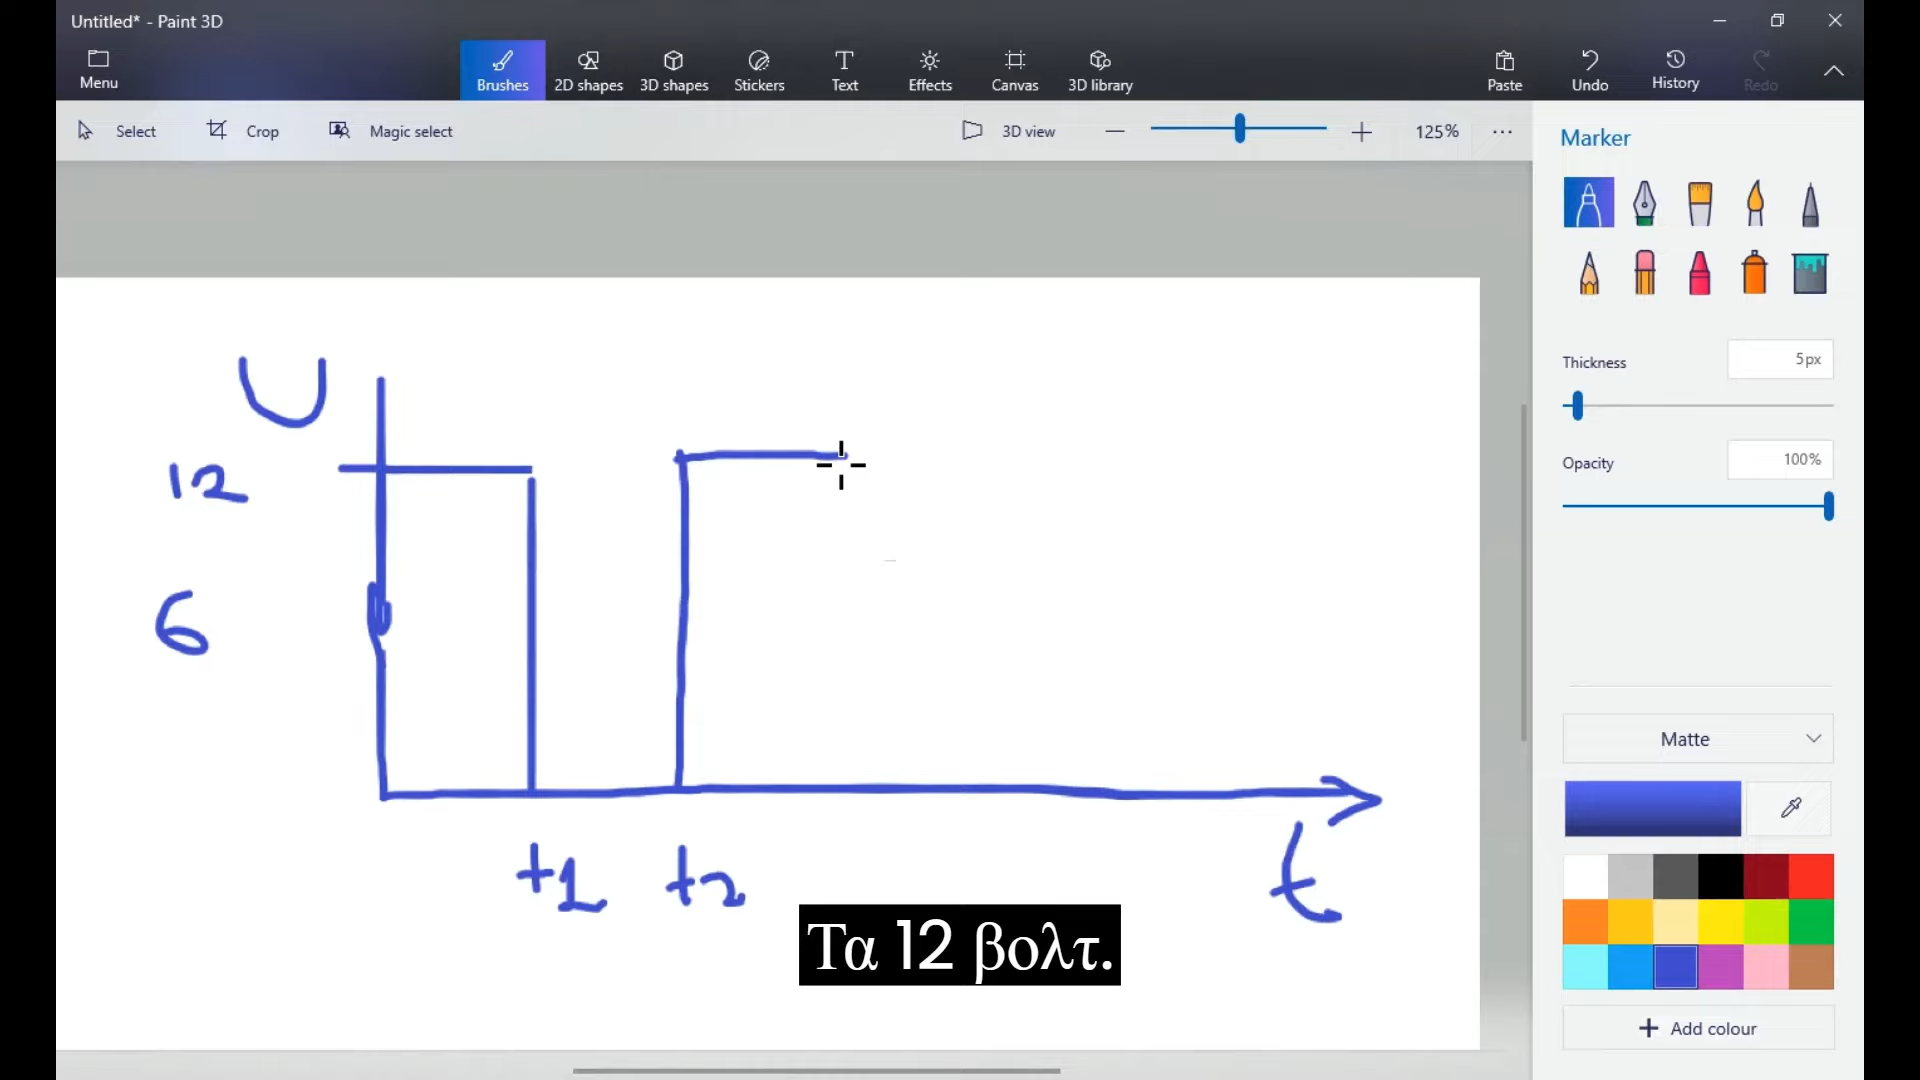 Untitled* - Paint 3D
Menu
Brushes
2D shapes
3D shapes
Stickers
Text
Effects
Canvas
3D library
Paste
Undo
History
Redo
Select
Crop
Magic select
3D view
125%
Marker
Thickness
5px
Opacity
100%
Matte
Add colour
U
12
6
t1
t2
t
Τα 12 βολτ.